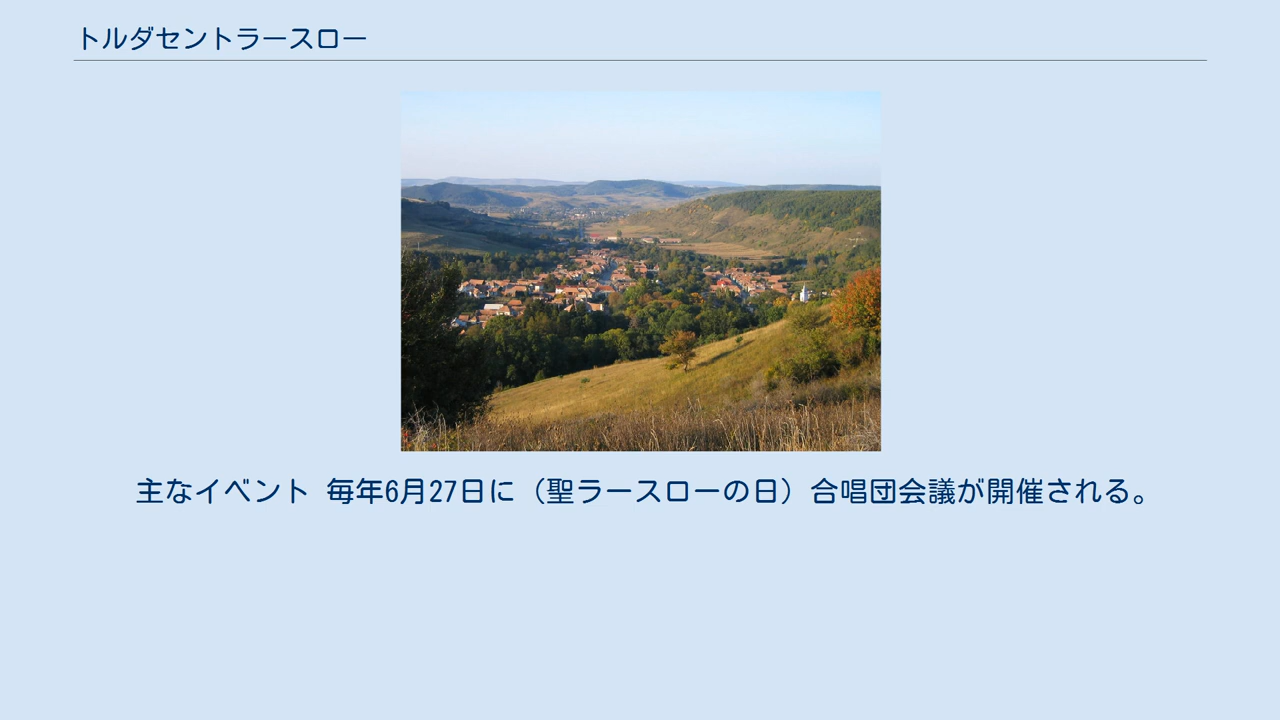 トルダセントラースロー
主なイベント 毎年6月27日に（聖ラースローの日）合唱団会議が開催される。